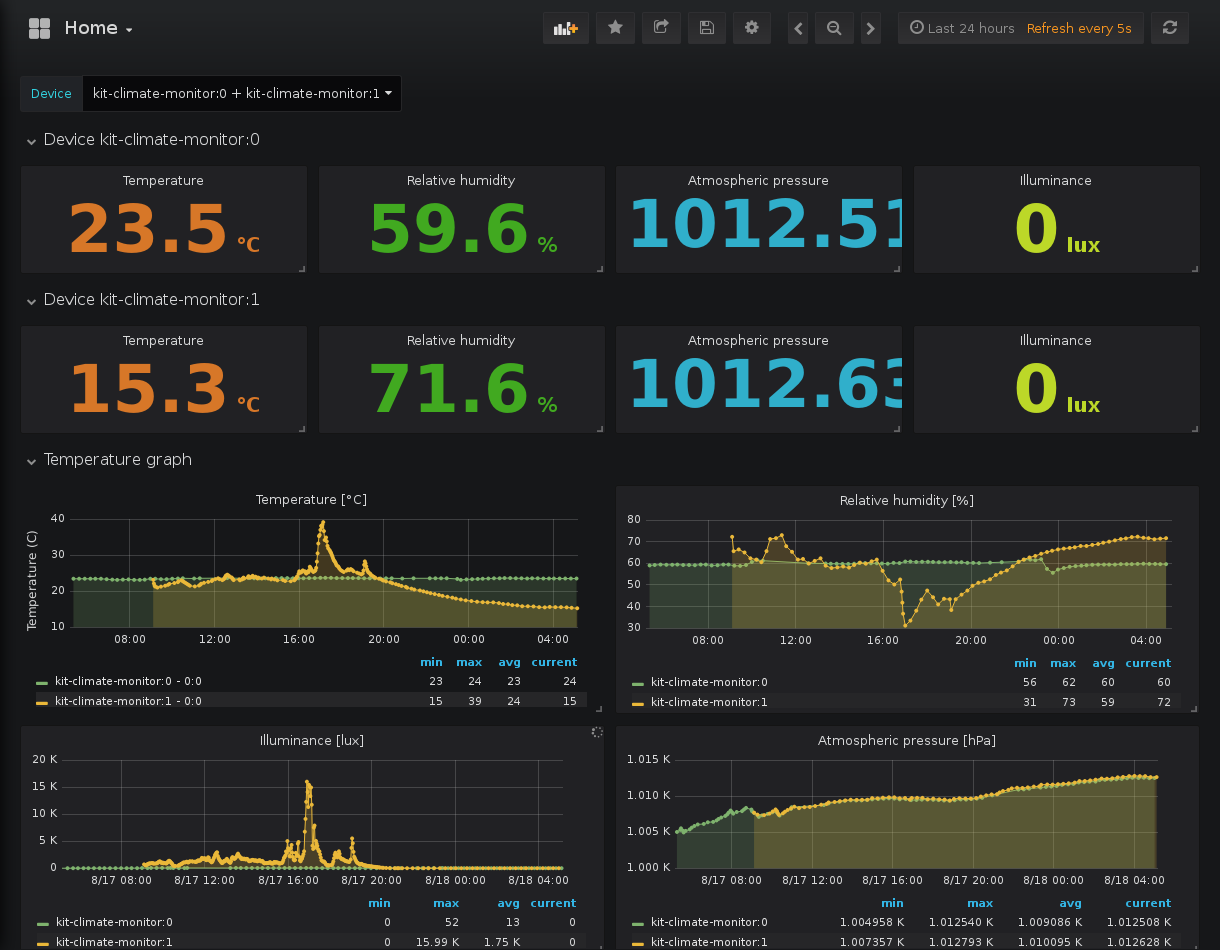 Home
Last 24 hours Refresh every 5s
Device kit-climate-monitor:0 + kit-climate-monitor:1
Device kit-climate-monitor:0
Temperature Relative humidity Atmospheric pressure Illuminance
23.5 °C 59.6 % 1012.51 0 lux
Device kit-climate-monitor:1
Temperature Relative humidity Atmospheric pressure Illuminance
15.3 °C 71.6 % 1012.63 0 lux
Temperature graph
Temperature [°C]
Temperature (C)
40
30
20
10
08:00 12:00 16:00 20:00 00:00 04:00
min max avg current
kit-climate-monitor:0 - 0:0 23 24 23 24
kit-climate-monitor:1 - 0:0 15 39 24 15
Relative humidity [%]
80
70
60
50
40
30
08:00 12:00 16:00 20:00 00:00 04:00
min max avg current
kit-climate-monitor:0 56 62 60 60
kit-climate-monitor:1 31 73 59 72
Illuminance [lux]
20 K
15 K
10 K
5 K
0
8/17 08:00 8/17 12:00 8/17 16:00 8/17 20:00 8/18 00:00 8/18 04:00
min max avg current
kit-climate-monitor:0 0 52 13 0
kit-climate-monitor:1 0 15.99 K 1.75 K 0
Atmospheric pressure [hPa]
1.015 K
1.010 K
1.005 K
1.000 K
8/17 08:00 8/17 12:00 8/17 16:00 8/17 20:00 8/18 00:00 8/18 04:00
min max avg current
kit-climate-monitor:0 1.004958 K 1.012540 K 1.009086 K 1.012508 K
kit-climate-monitor:1 1.007357 K 1.012793 K 1.010095 K 1.012628 K